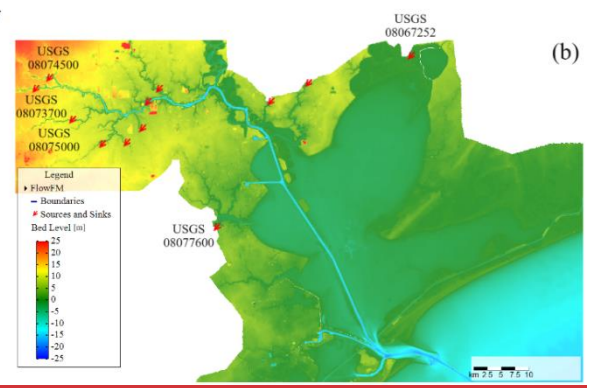 USGS
08067252
(b)
USGS
08074500
USGS
08073700
USGS
08075000
USGS
08077600
Legend
FlowFM
Boundaries
Sources and Sinks
Bed Level [m]
25
20
15
10
5
0
-5
-10
-15
-20
-25
km 2.5 5 7.5 10